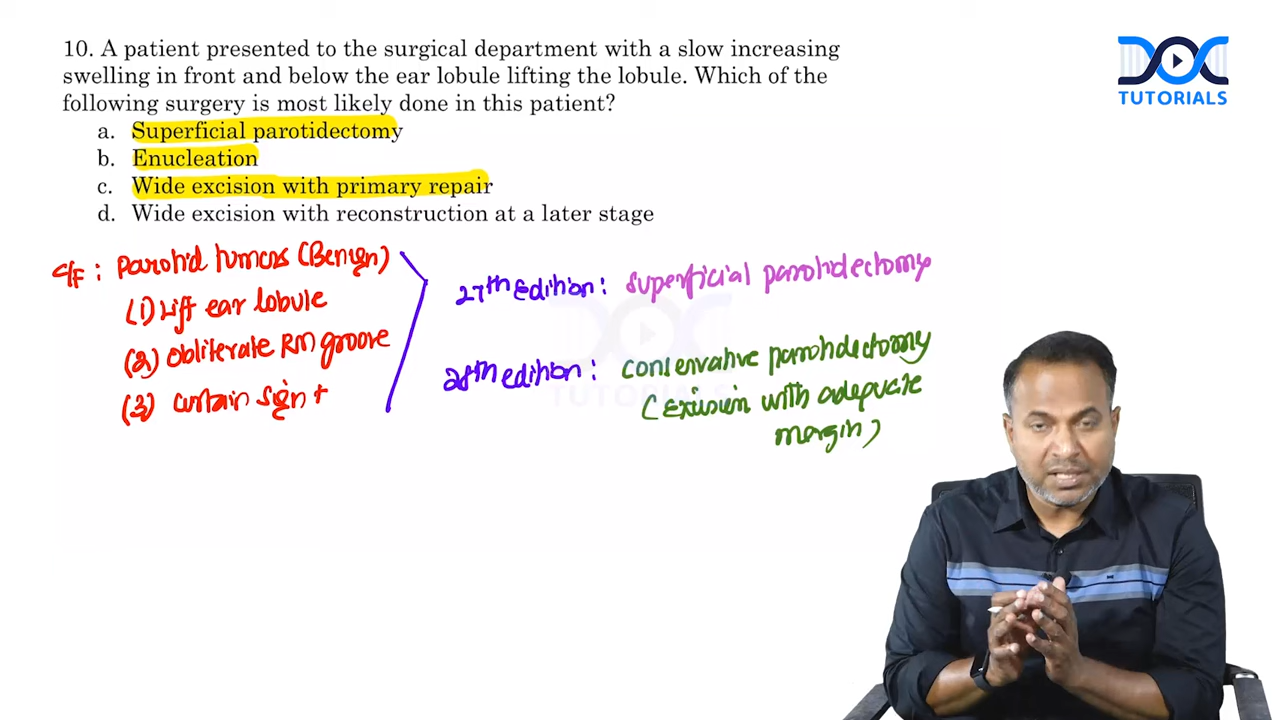 10. A patient presented to the surgical department with a slow increasing
swelling in front and below the ear lobule lifting the lobule. Which of the
following surgery is most likely done in this patient?
a. Superficial parotidectomy
b. Enucleation
c. Wide excision with primary repair
d. Wide excision with reconstruction at a later stage
C/F : Parotid tumors (Benign)
(1) Lift ear lobule
(2) Obliterate RM groove
(3) curtain sign +
27th Edition : superficial parotidectomy
28th edition : conservative parotidectomy
(Excision with adequate
margin)
TUTORIALS
TUTORIALS